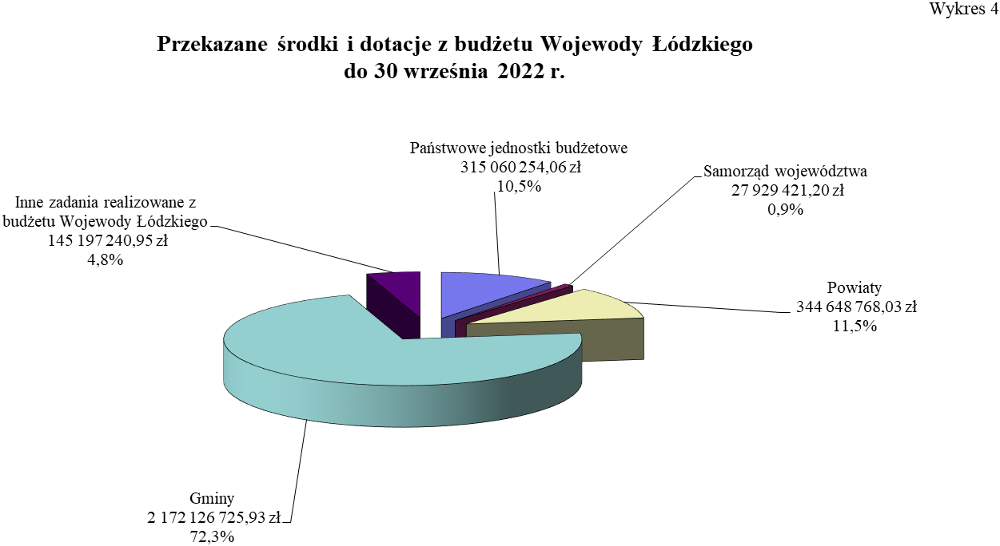 Wykres 4
Przekazane środki i dotacje z budżetu Wojewody Łódzkiego
do 30 września 2022 r.
Państwowe jednostki budżetowe
315 060 254,06 zł
10,5%
Samorząd województwa
27 929 421,20 zł
0,9%
Inne zadania realizowane z
budżetu Wojewody Łódzkiego
145 197 240,95 zł
4,8%
Powiaty
344 648 768,03 zł
11,5%
Gminy
2 172 126 725,93 zł
72,3%